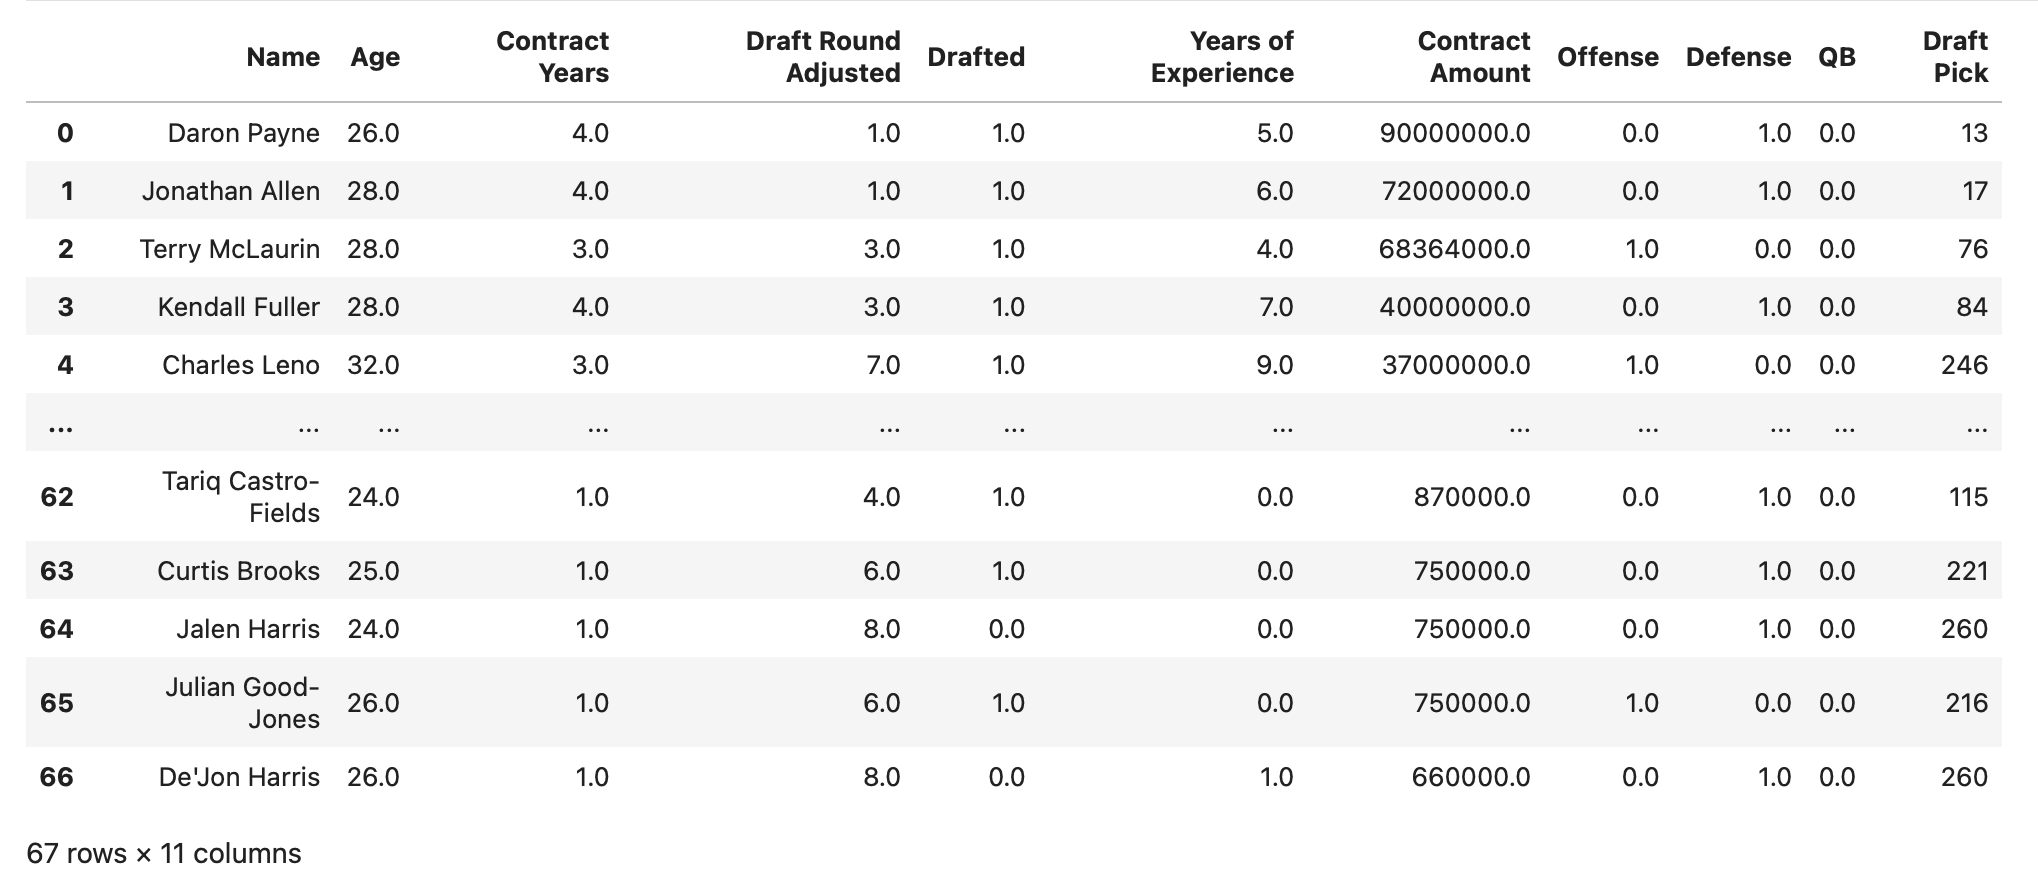 Name Age Contract Years Draft Round Adjusted Drafted Years of Experience Contract Amount Offense Defense QB Draft Pick
0 Daron Payne 26.0 4.0 1.0 1.0 5.0 90000000.0 0.0 1.0 0.0 13
1 Jonathan Allen 28.0 4.0 1.0 1.0 6.0 72000000.0 0.0 1.0 0.0 17
2 Terry McLaurin 28.0 3.0 3.0 1.0 4.0 68364000.0 1.0 0.0 0.0 76
3 Kendall Fuller 28.0 4.0 3.0 1.0 7.0 40000000.0 0.0 1.0 0.0 84
4 Charles Leno 32.0 3.0 7.0 1.0 9.0 37000000.0 1.0 0.0 0.0 246
... ... ... ... ... ... ... ... ... ... ... ...
62 Tariq Castro-Fields 24.0 1.0 4.0 1.0 0.0 870000.0 0.0 1.0 0.0 115
63 Curtis Brooks 25.0 1.0 6.0 1.0 0.0 750000.0 0.0 1.0 0.0 221
64 Jalen Harris 24.0 1.0 8.0 0.0 0.0 750000.0 0.0 1.0 0.0 260
65 Julian Good-Jones 26.0 1.0 6.0 1.0 0.0 750000.0 1.0 0.0 0.0 216
66 De'Jon Harris 26.0 1.0 8.0 0.0 1.0 660000.0 0.0 1.0 0.0 260
67 rows × 11 columns